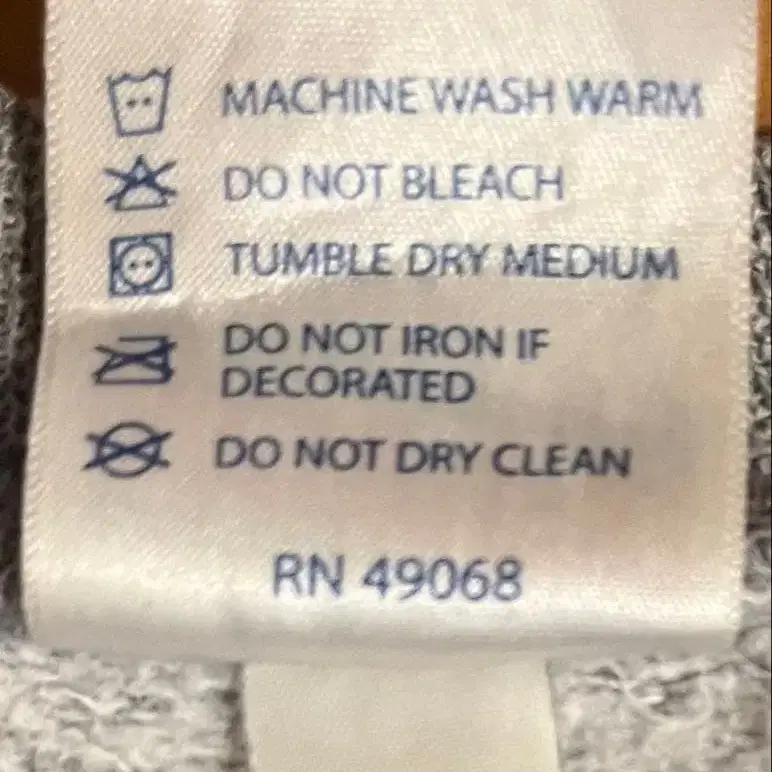 MACHINE WASH WARM
DO NOT BLEACH
TUMBLE DRY MEDIUM
DO NOT IRON IF
DECORATED
DO NOT DRY CLEAN
RN 49068